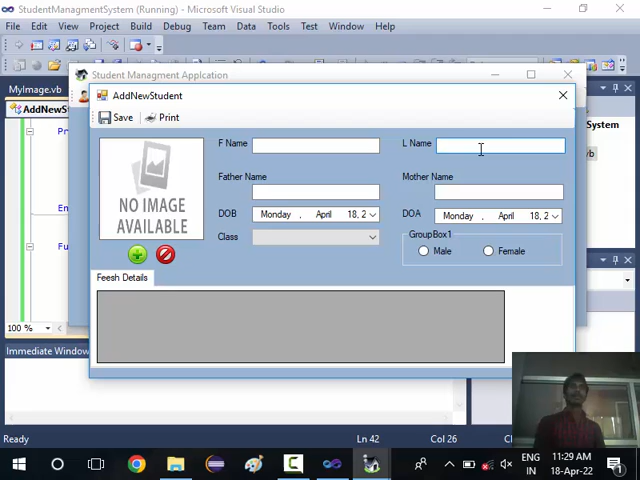 StudentManagmentSystem (Running) - Microsoft Visual Studio
File Edit View Project Build Debug Team Data Tools Test Window Help
Student Managment Applcation
MyImage.vb
AddNewS
AddNewStudent
System
Save Print
F Name L Name
NO IMAGE
AVAILABLE
Father Name Mother Name
DOB Monday , April 18, 2 DOA Monday , April 18, 2
Class GroupBox1
Male Female
Feesh Details
100 %
Immediate Window
Ln 42 Col 26
ENG 11:29 AM
IN 18-Apr-22